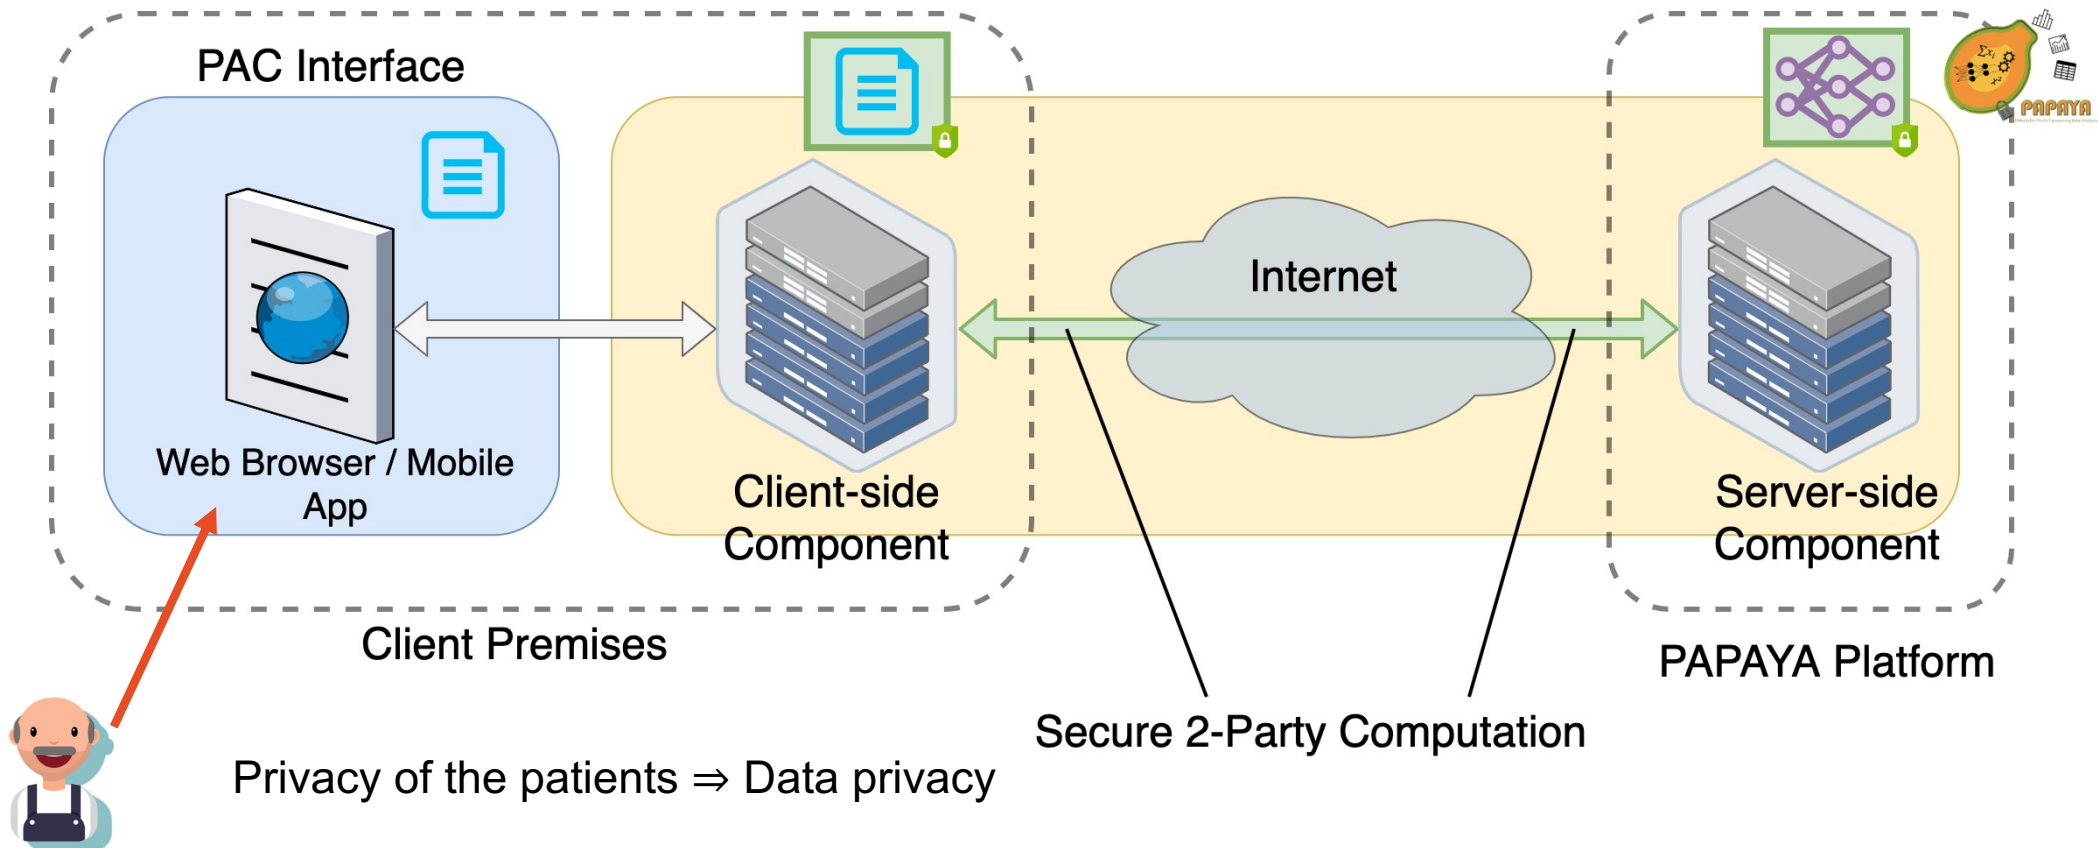 PAC Interface
Web Browser / Mobile
App
Client-side
Component
Client Premises
Internet
Secure 2-Party Computation
Server-side
Component
PAPAYA Platform
PAPAYA
Privacy of the patients ⇒ Data privacy